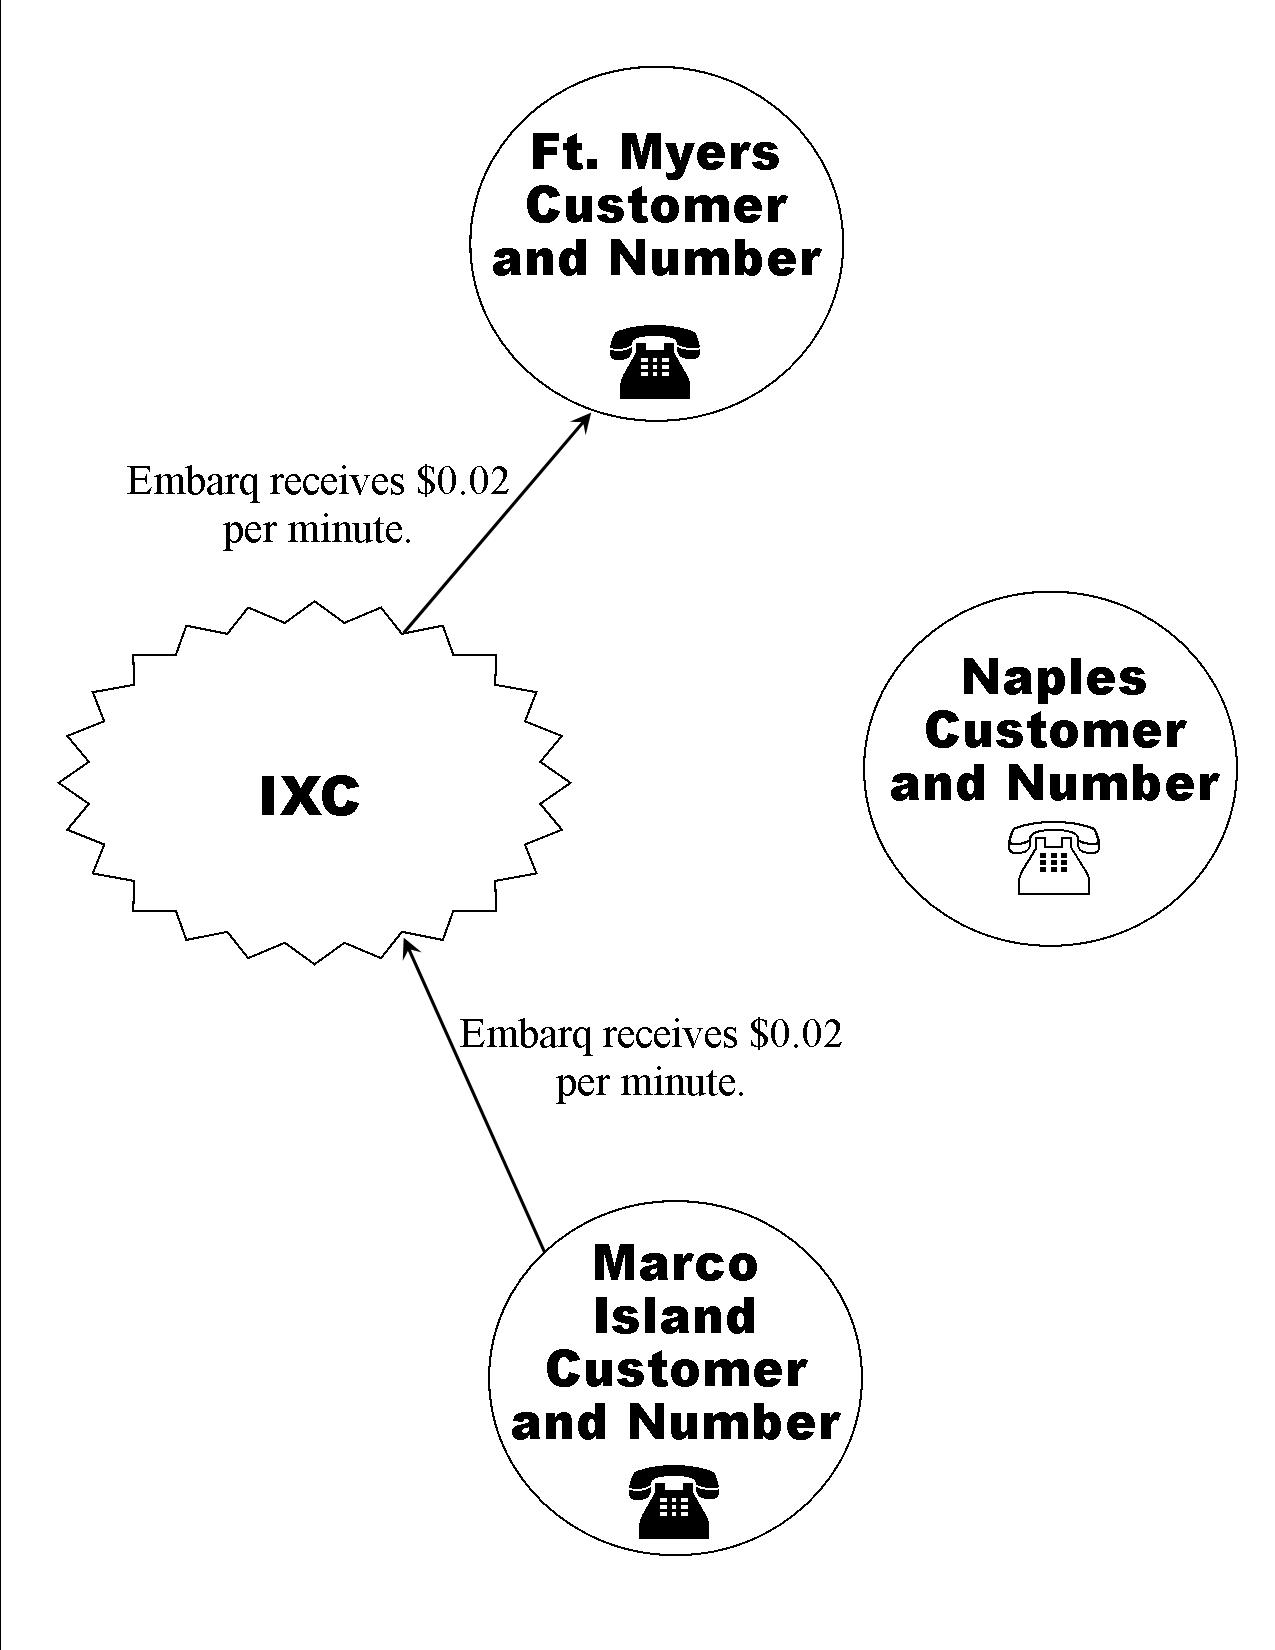 Ft. Myers
Customer
and Number
Embarq receives $0.02
per minute.
Naples
Customer
and Number
IXC
Embarq receives $0.02
per minute.
Marco
Island
Customer
and Number